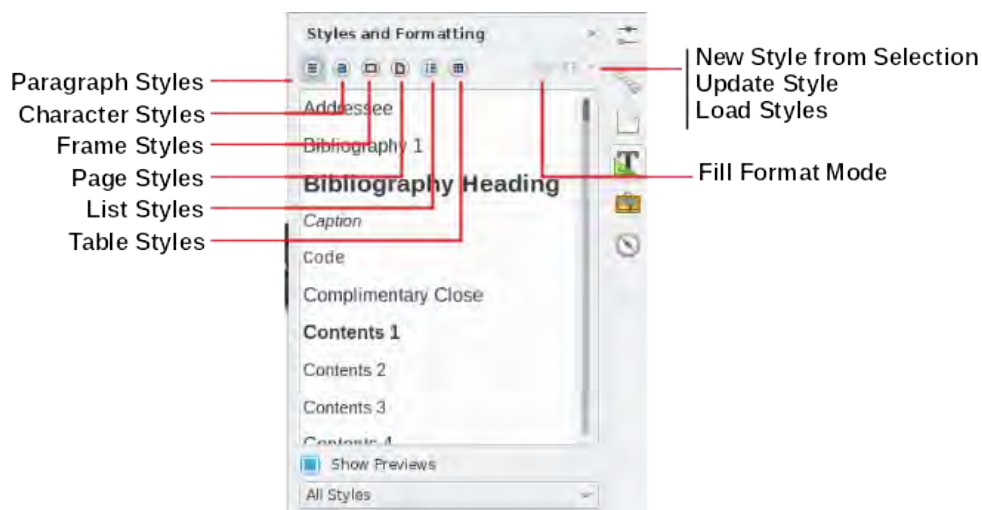 Styles and Formatting
Paragraph Styles
Character Styles
Frame Styles
Page Styles
List Styles
Table Styles
New Style from Selection
Update Style
Load Styles
Fill Format Mode
Addressee
Bibliography 1
Bibliography Heading
Caption
Code
Complimentary Close
Contents 1
Contents 2
Contents 3
Contents 4
Show Previews
All Styles